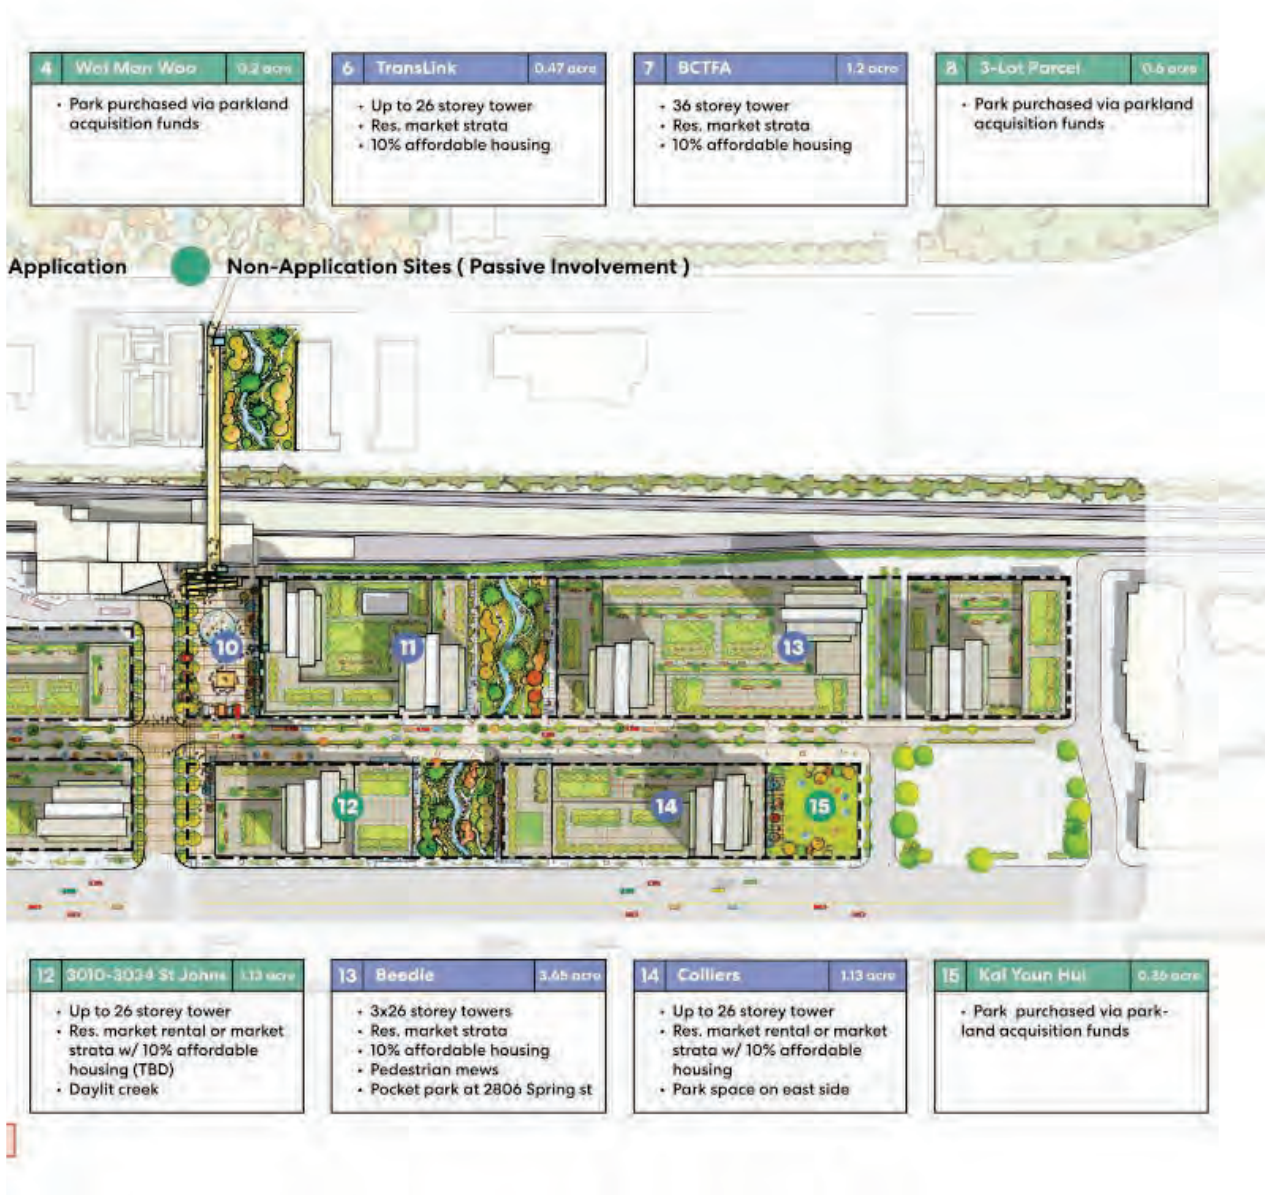 4 Wei Man Woo 0.2 acre
• Park purchased via parkland
acquisition funds
6 TransLink 0.47 acre
• Up to 26 storey tower
• Res. market strata
• 10% affordable housing
7 BCTFA 1.2 acre
• 36 storey tower
• Res. market strata
• 10% affordable housing
8 3-Lot Parcel 0.6 acre
• Park purchased via parkland
acquisition funds
Application
Non-Application Sites ( Passive Involvement )
10
11
13
12
14
15
12 3010-3034 St Johns 1.13 acre
• Up to 26 storey tower
• Res. market rental or market
strata w/ 10% affordable
housing (TBD)
• Daylit creek
13 Beedie 3.65 acre
• 3x26 storey towers
• Res. market strata
• 10% affordable housing
• Pedestrian mews
• Pocket park at 2806 Spring st
14 Colliers 1.13 acre
• Up to 26 storey tower
• Res. market rental or market
strata w/ 10% affordable
housing
• Park space on east side
15 Kai Youn Hui 0.36 acre
• Park purchased via park-
land acquisition funds